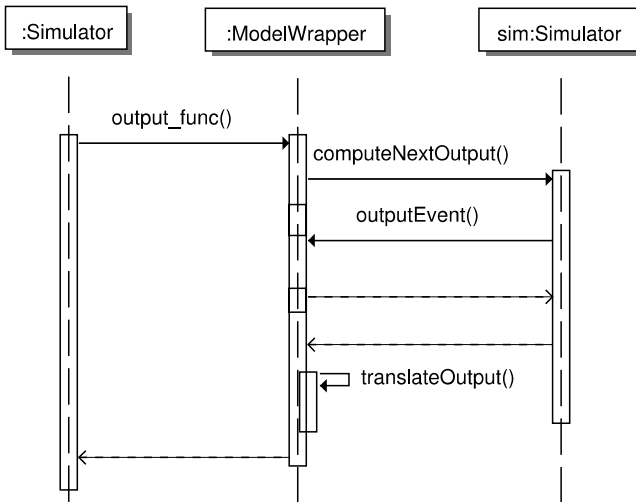 :Simulator
:ModelWrapper
sim:Simulator
output_func()
computeNextOutput()
outputEvent()
translateOutput()